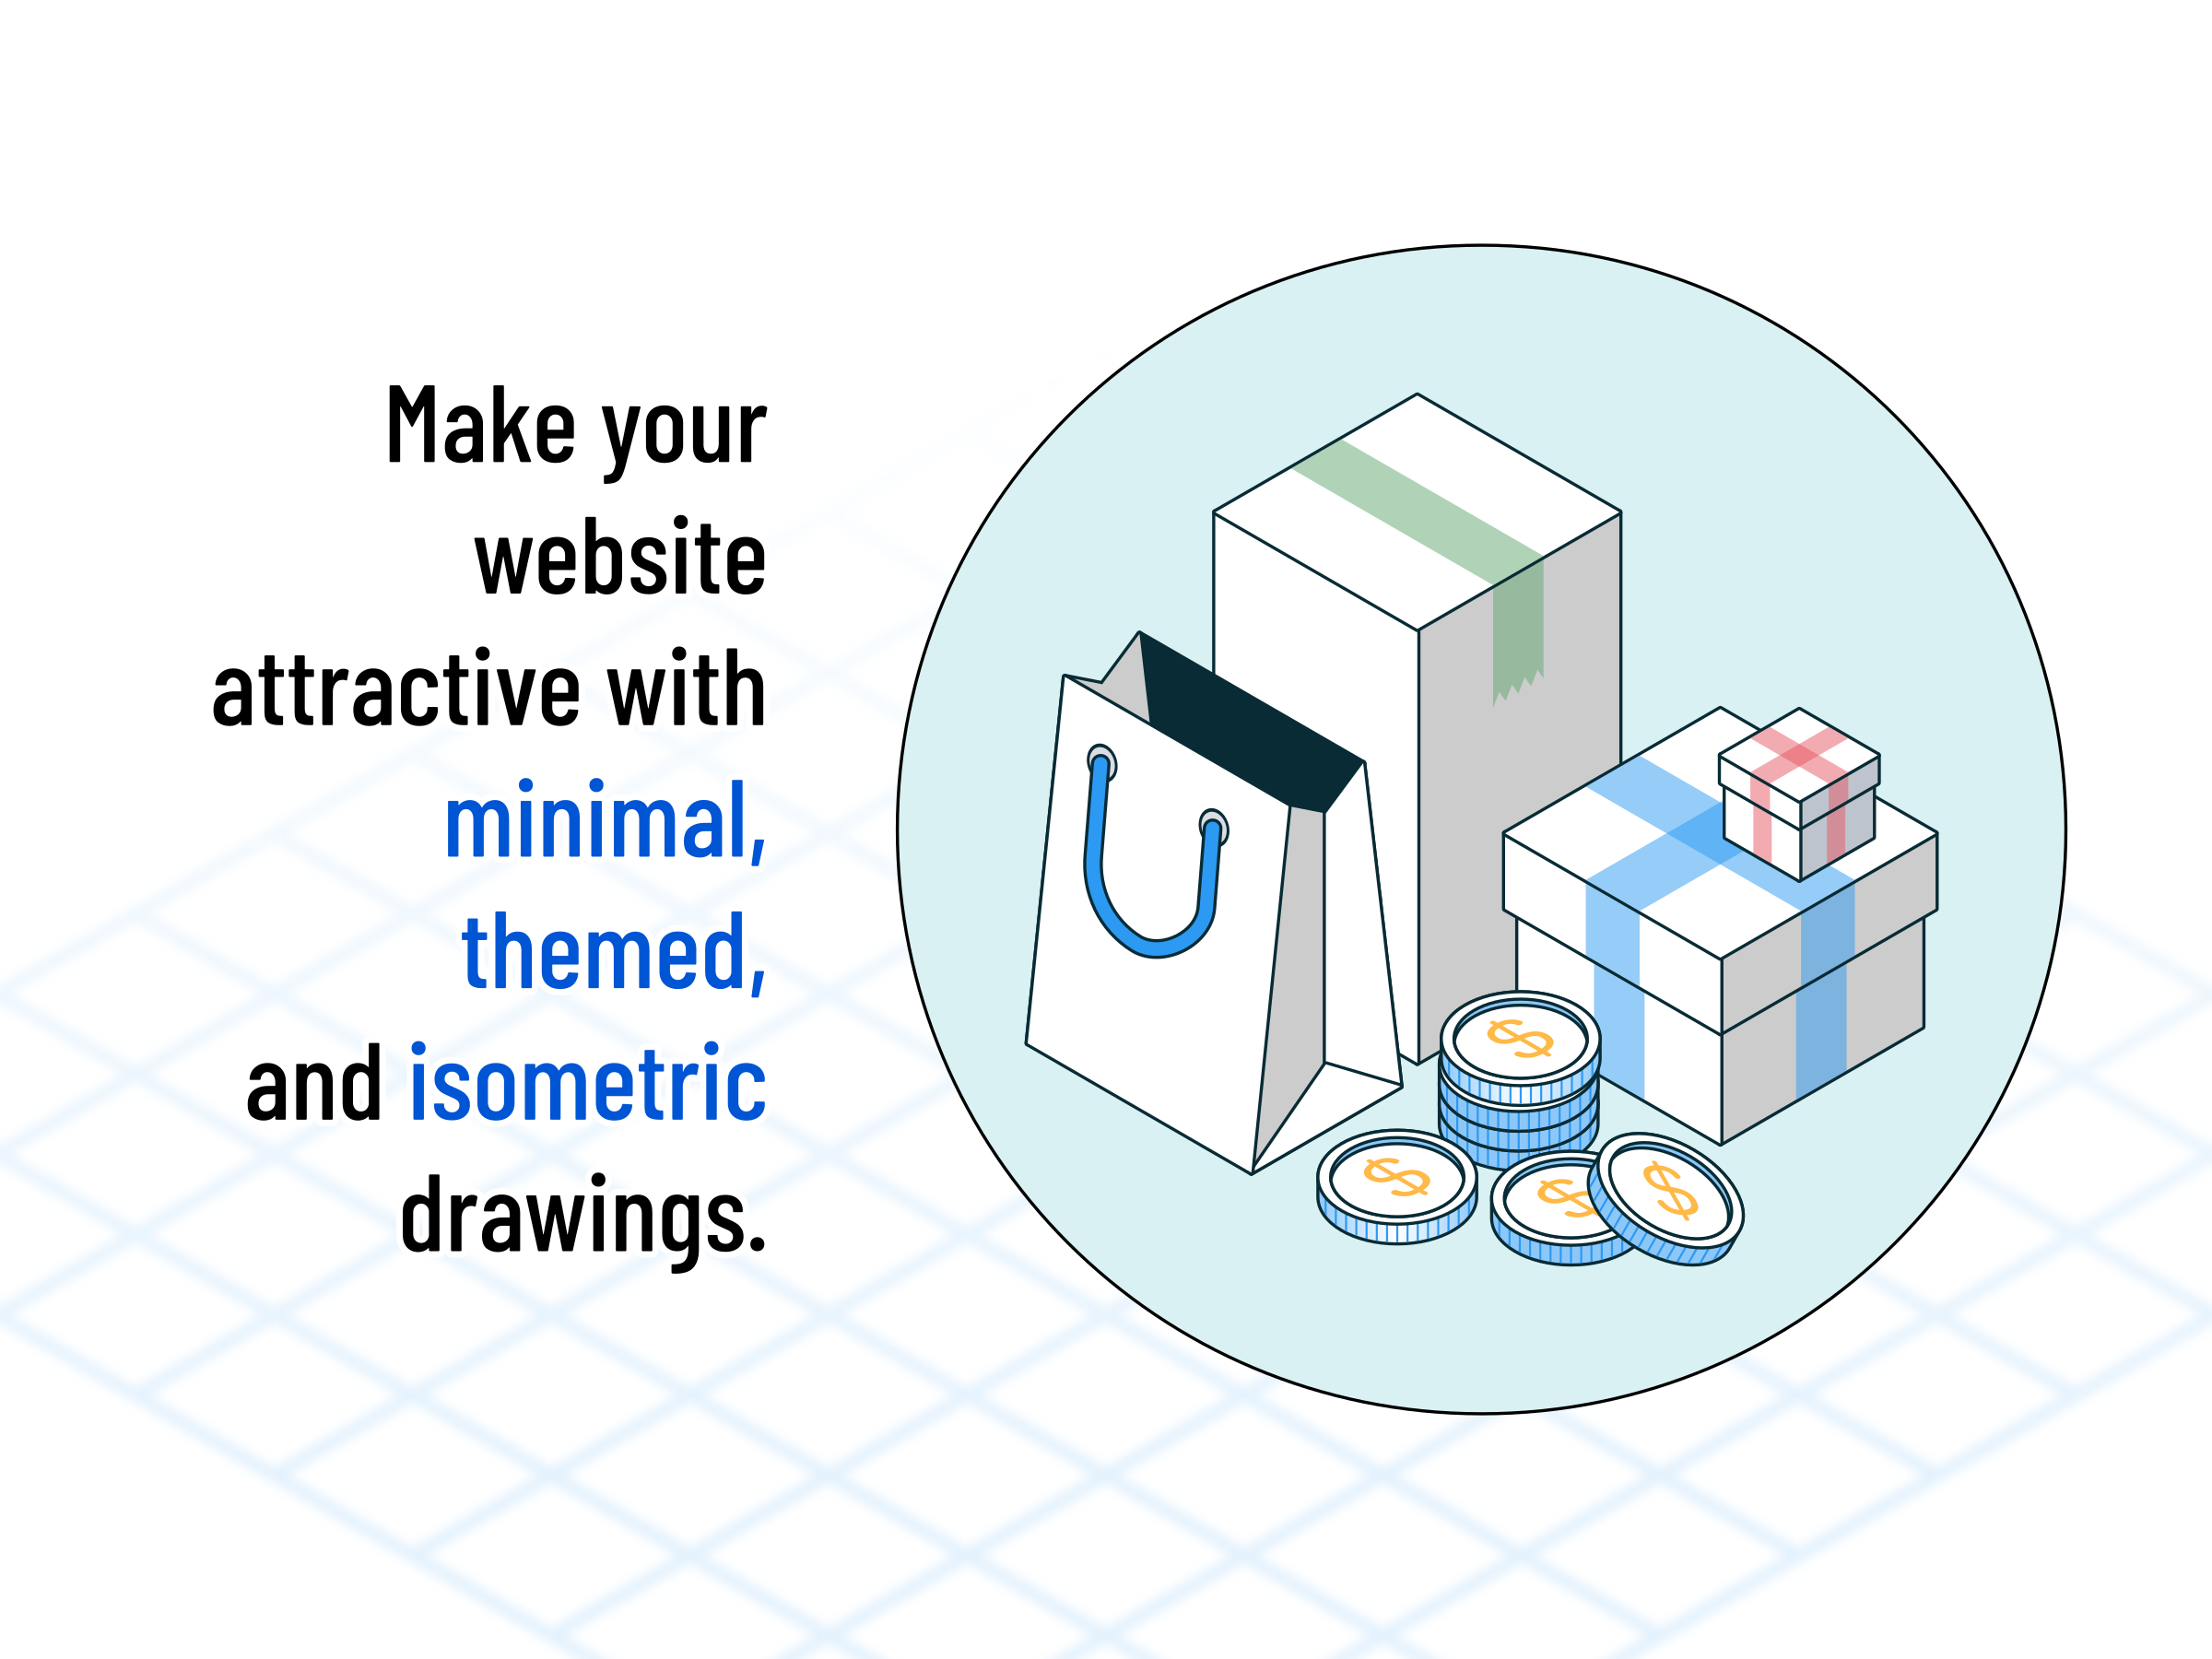 Make your
website
attractive with
minimal,
themed,
and isometric
drawings.
$
$
$
$